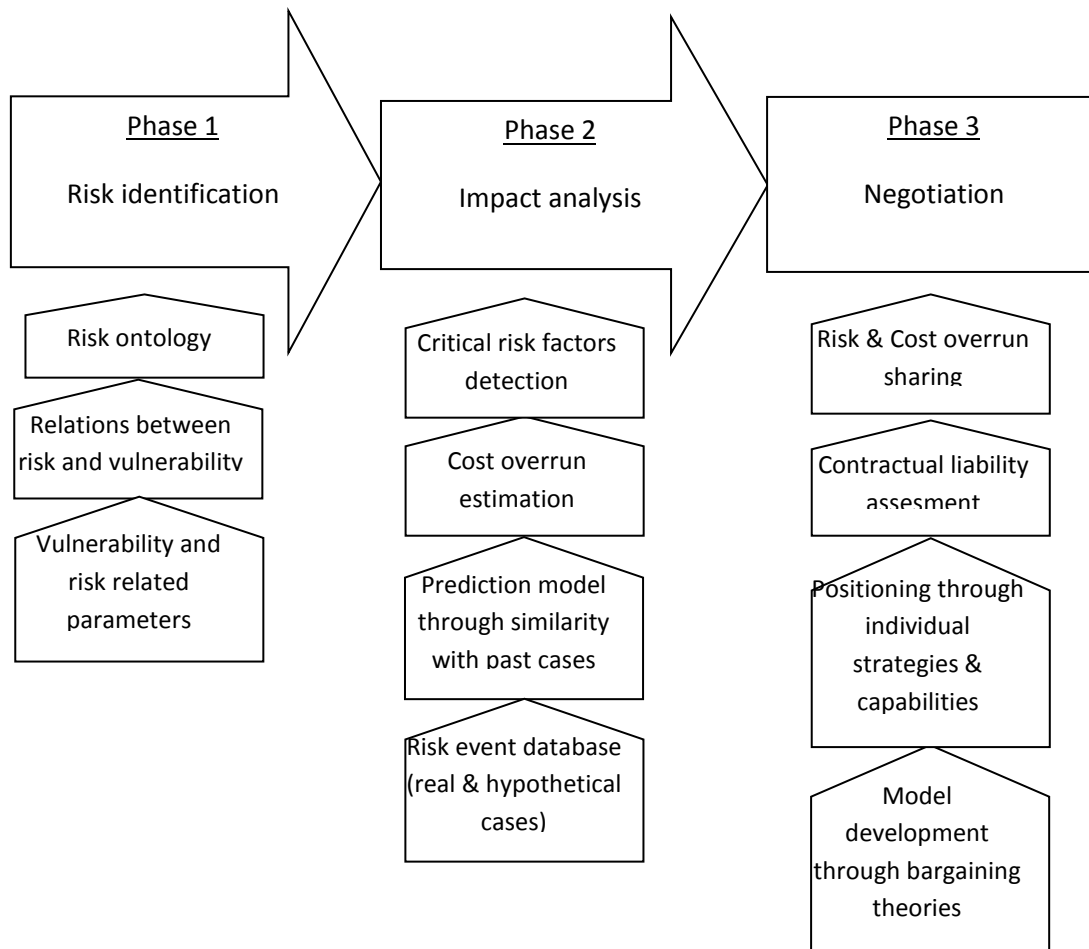 Phase 1
Risk identification
Phase 2
Impact analysis
Phase 3
Negotiation
Risk ontology
Relations between
risk and vulnerability
Vulnerability and
risk related
parameters
Critical risk factors
detection
Cost overrun
estimation
Prediction model
through similarity
with past cases
Risk event database
(real & hypothetical
cases)
Risk & Cost overrun
sharing
Contractual liability
assesment
Positioning through
individual
strategies &
capabilities
Model
development
through bargaining
theories